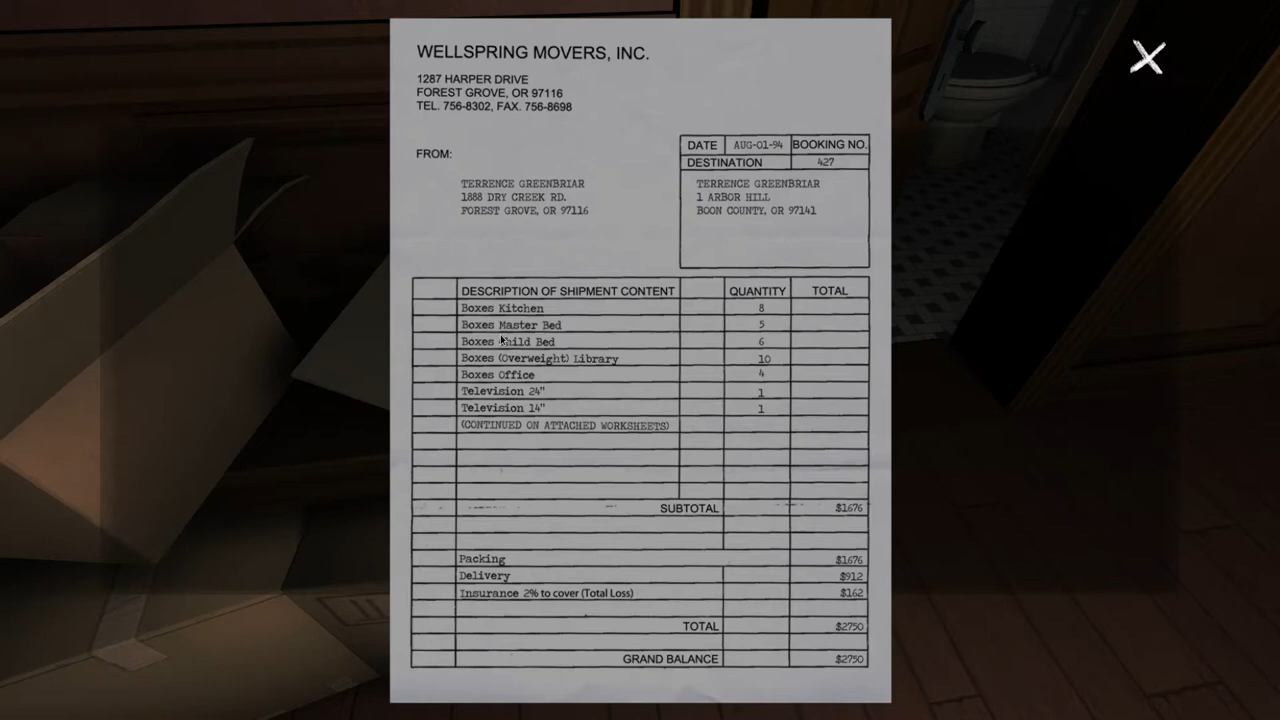 WELLSPRING MOVERS, INC.
1287 HARPER DRIVE
FOREST GROVE, OR 97116
TEL. 756-8302, FAX. 756-8698
DATE AUG-01-94 BOOKING NO.
DESTINATION 427
FROM:
TERRENCE GREENBRIAR
1888 DRY CREEK RD.
FOREST GROVE, OR 97116
TERRENCE GREENBRIAR
1 ARBOR HILL
BOON COUNTY, OR 97141
DESCRIPTION OF SHIPMENT CONTENT QUANTITY TOTAL
Boxes Kitchen 8
Boxes Master Bed 5
Boxes Child Bed 6
Boxes (Overweight) Library 10
Boxes Office 4
Television 24" 1
Television 14" 1
(CONTINUED ON ATTACHED WORKSHEETS)
SUBTOTAL $1676
Packing $1676
Delivery $912
Insurance 2% to cover (Total Loss) $162
TOTAL $2750
GRAND BALANCE $2750